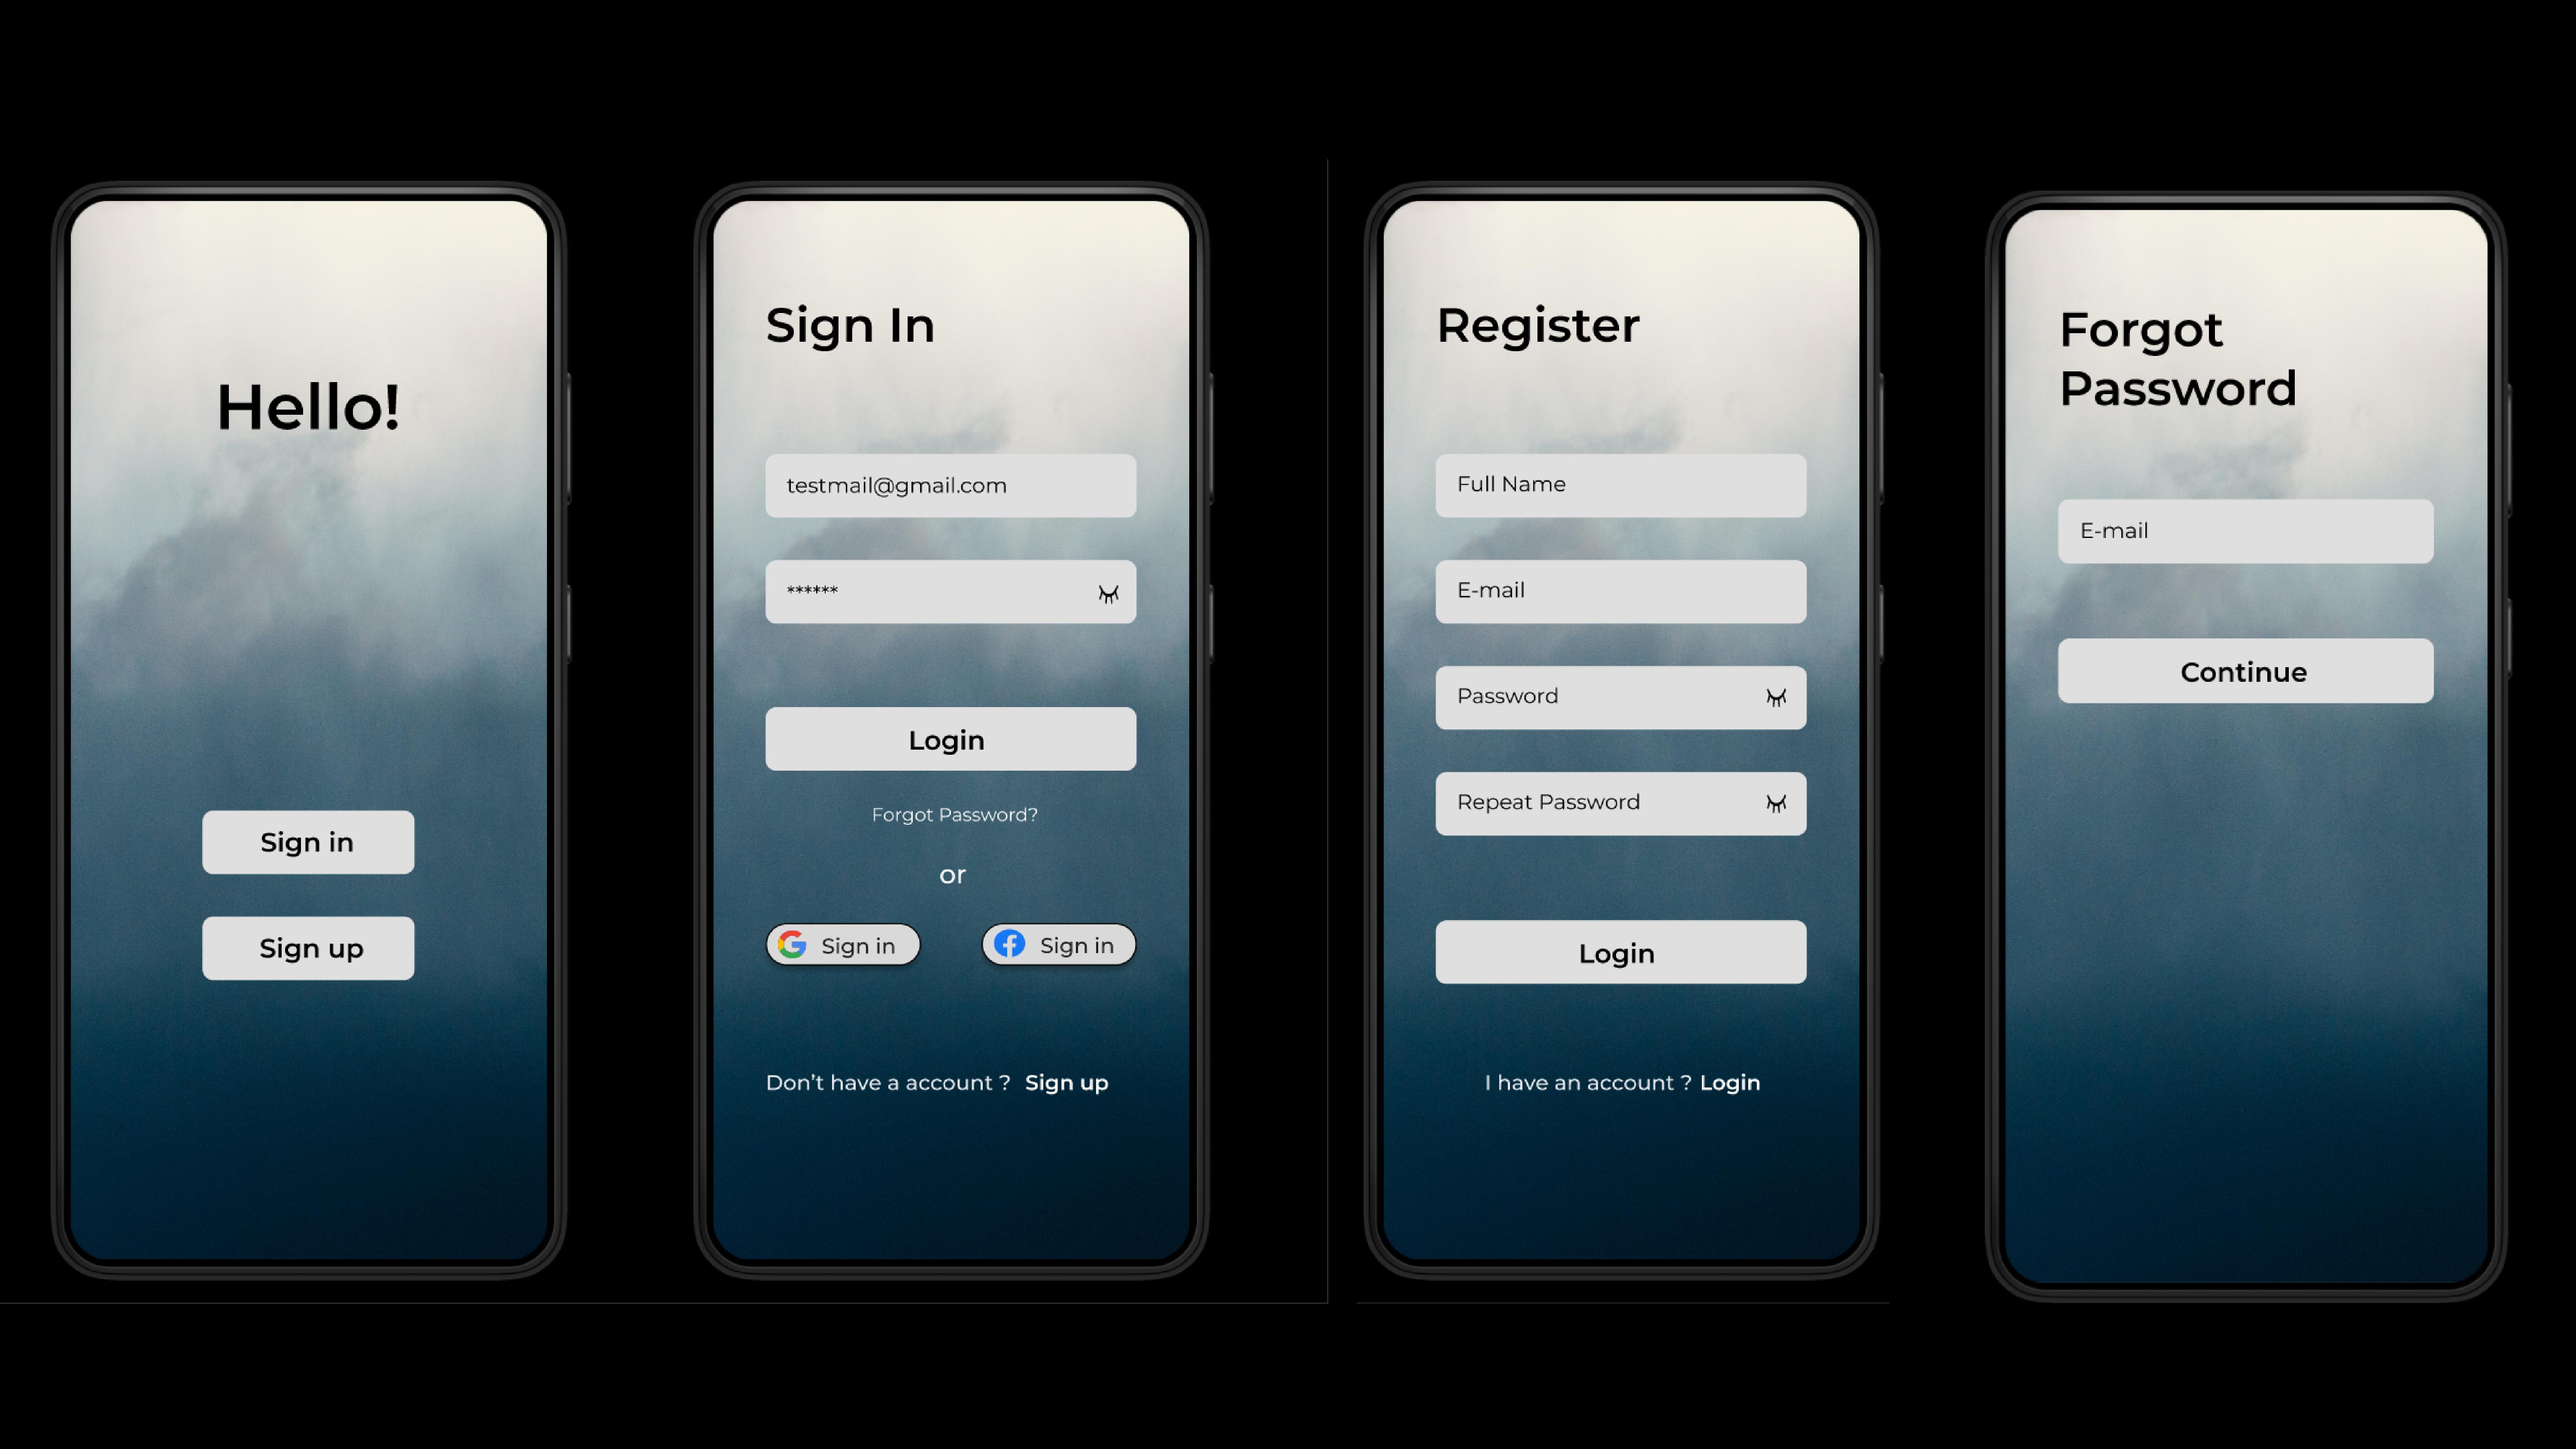 Hello!
Sign in
Sign up
Sign In
testmail@gmail.com
******
Login
Forgot Password?
or
Sign in
Sign in
Don’t have a account ? Sign up
Register
Full Name
E-mail
Password
Repeat Password
Login
I have an account ? Login
Forgot
Password
E-mail
Continue